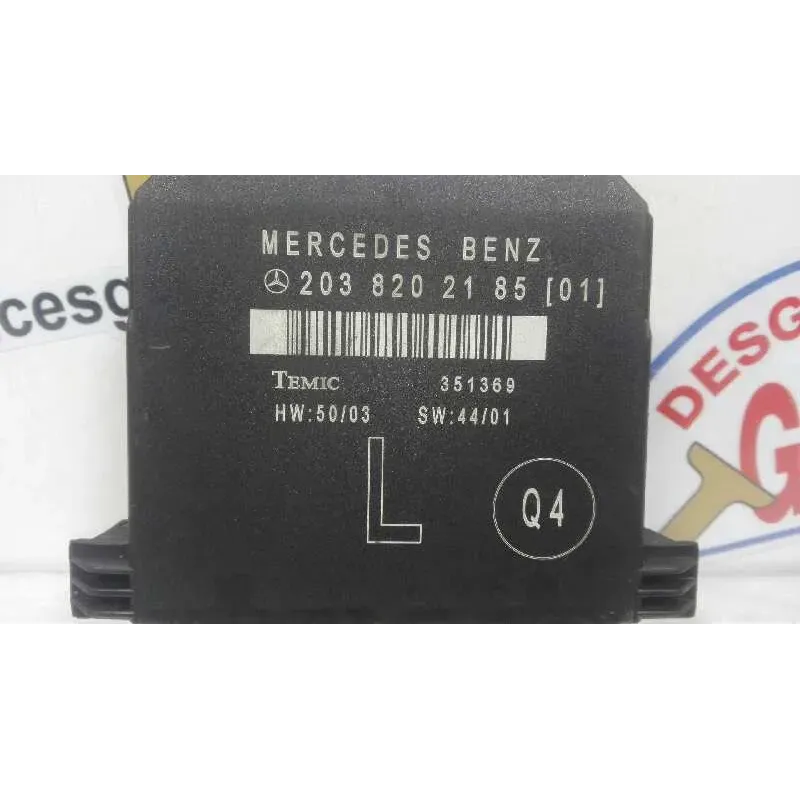 MERCEDES BENZ
203 820 21 85 [01]
TEMIC 351369
HW:50/03 SW:44/01
L
Q4
cesg
DESG
G